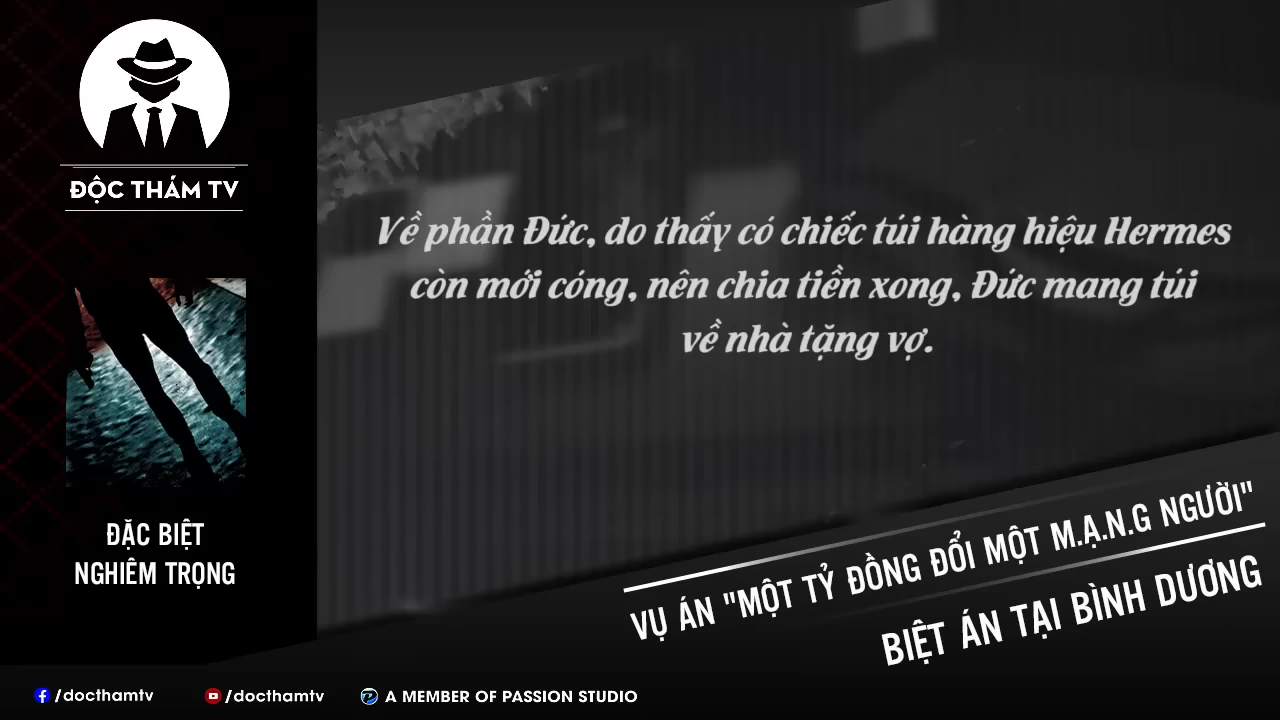 ĐỘC THÁM TV
ĐẶC BIỆT
NGHIÊM TRỌNG
Về phần Đức, do thấy có chiếc túi hàng hiệu Hermes
còn mới cóng, nên chia tiền xong, Đức mang túi
về nhà tặng vợ.
VỤ ÁN "MỘT TỶ ĐỒNG ĐỔI MỘT M.Ạ.N.G NGƯỜI"
BIỆT ÁN TẠI BÌNH DƯƠNG
/docthamtv
/docthamtv
A MEMBER OF PASSION STUDIO